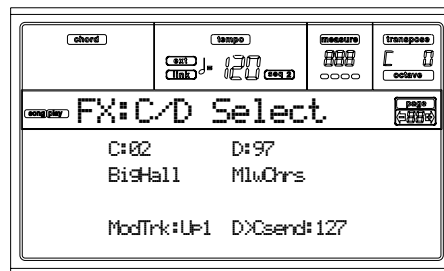 chord tempo measure transpose
ext ♩= 120 seq 2 888 C 0
link octave
song play FX:C/D Select page
88
C:02 D:97
BigHall MlwChrs
ModTrk:UP1 D>Csend:127